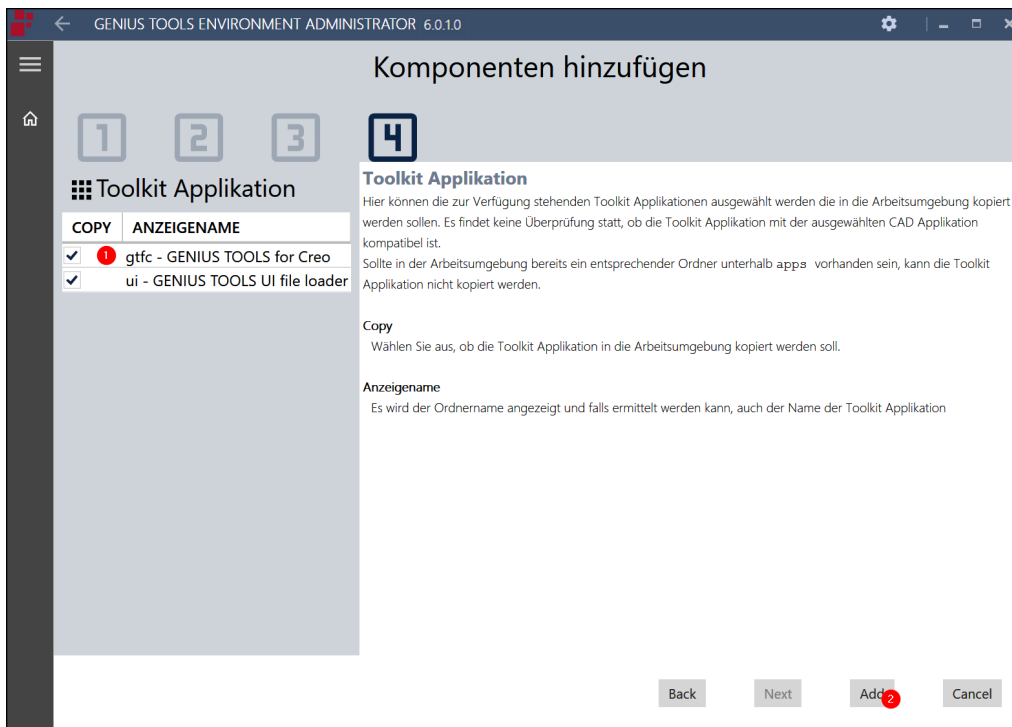 GENIUS TOOLS ENVIRONMENT ADMINISTRATOR 6.0.1.0
Komponenten hinzufügen
1 2 3 4
Toolkit Applikation
COPY ANZEIGENAME
1 gtfc - GENIUS TOOLS for Creo
ui - GENIUS TOOLS UI file loader
Toolkit Applikation
Hier können die zur Verfügung stehenden Toolkit Applikationen ausgewählt werden die in die Arbeitsumgebung kopiert
werden sollen. Es findet keine Überprüfung statt, ob die Toolkit Applikation mit der ausgewählten CAD Applikation
kompatibel ist.
Sollte in der Arbeitsumgebung bereits ein entsprechender Ordner unterhalb apps vorhanden sein, kann die Toolkit
Applikation nicht kopiert werden.
Copy
Wählen Sie aus, ob die Toolkit Applikation in die Arbeitsumgebung kopiert werden soll.
Anzeigename
Es wird der Ordnername angezeigt und falls ermittelt werden kann, auch der Name der Toolkit Applikation
Back Next Add 2 Cancel